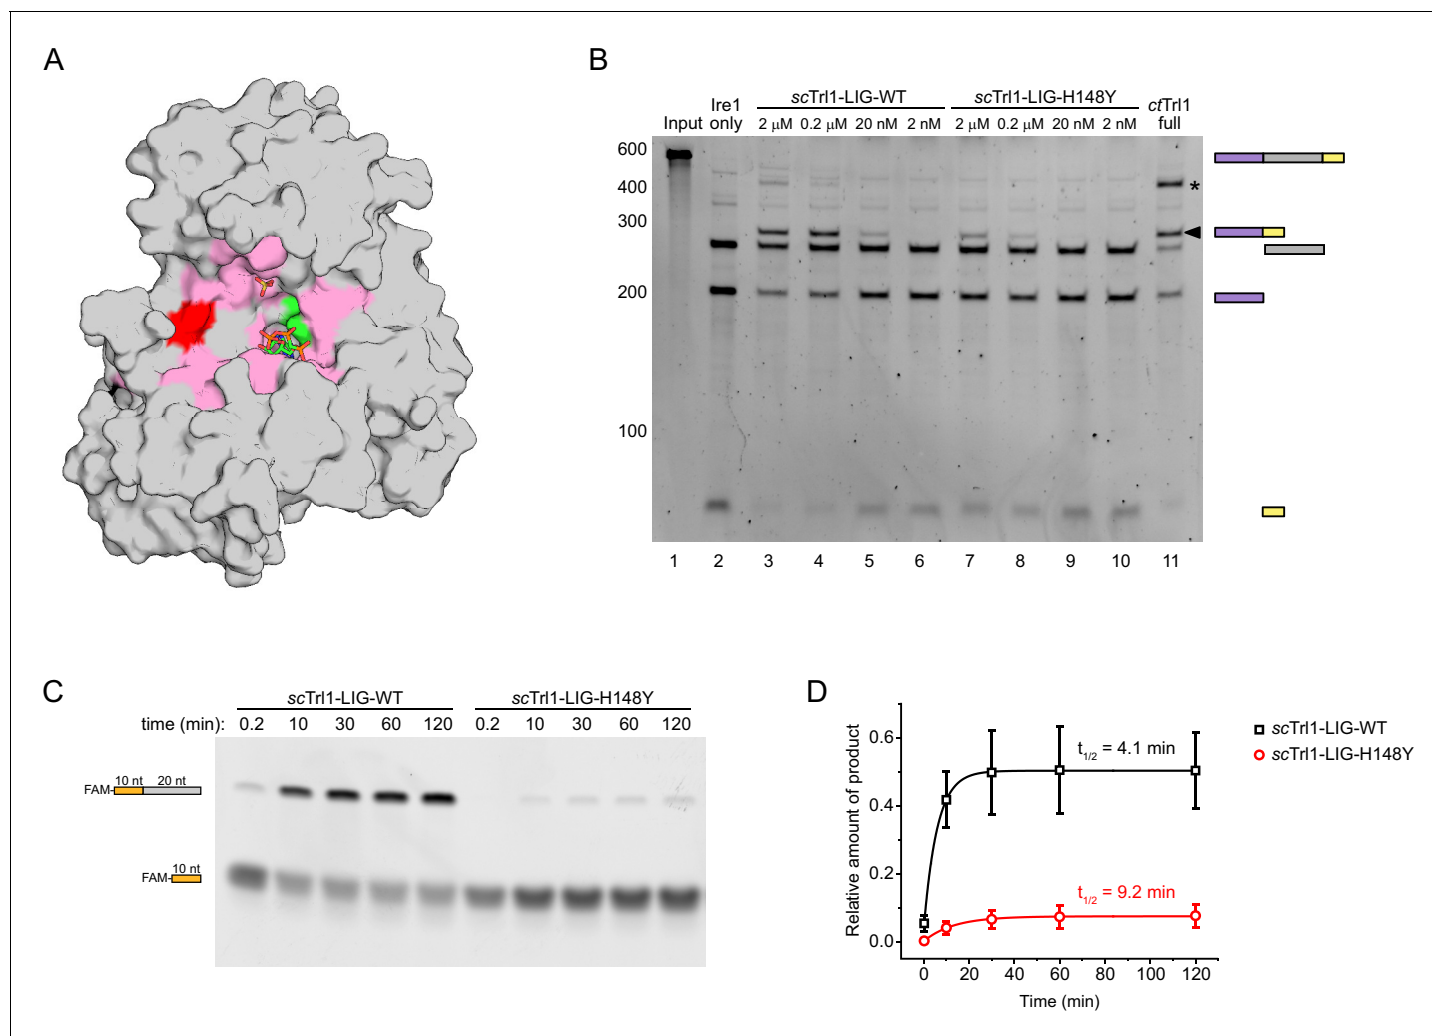 A
B
scTrl1-LIG-WT
scTrl1-LIG-H148Y
ctTrl1
full
Input
Ire1
only
2 µM
0.2 µM
20 nM
2 nM
2 µM
0.2 µM
20 nM
2 nM
600
400
300
200
100
*
1 2 3 4 5 6 7 8 9 10 11
C
scTrl1-LIG-WT
scTrl1-LIG-H148Y
time (min): 0.2 10 30 60 120 0.2 10 30 60 120
10 nt 20 nt
FAM-
10 nt
FAM-
D
Relative amount of product
0.6
0.4
0.2
0.0
t1/2 = 4.1 min
t1/2 = 9.2 min
scTrl1-LIG-WT
scTrl1-LIG-H148Y
0 20 40 60 80 100 120
Time (min)